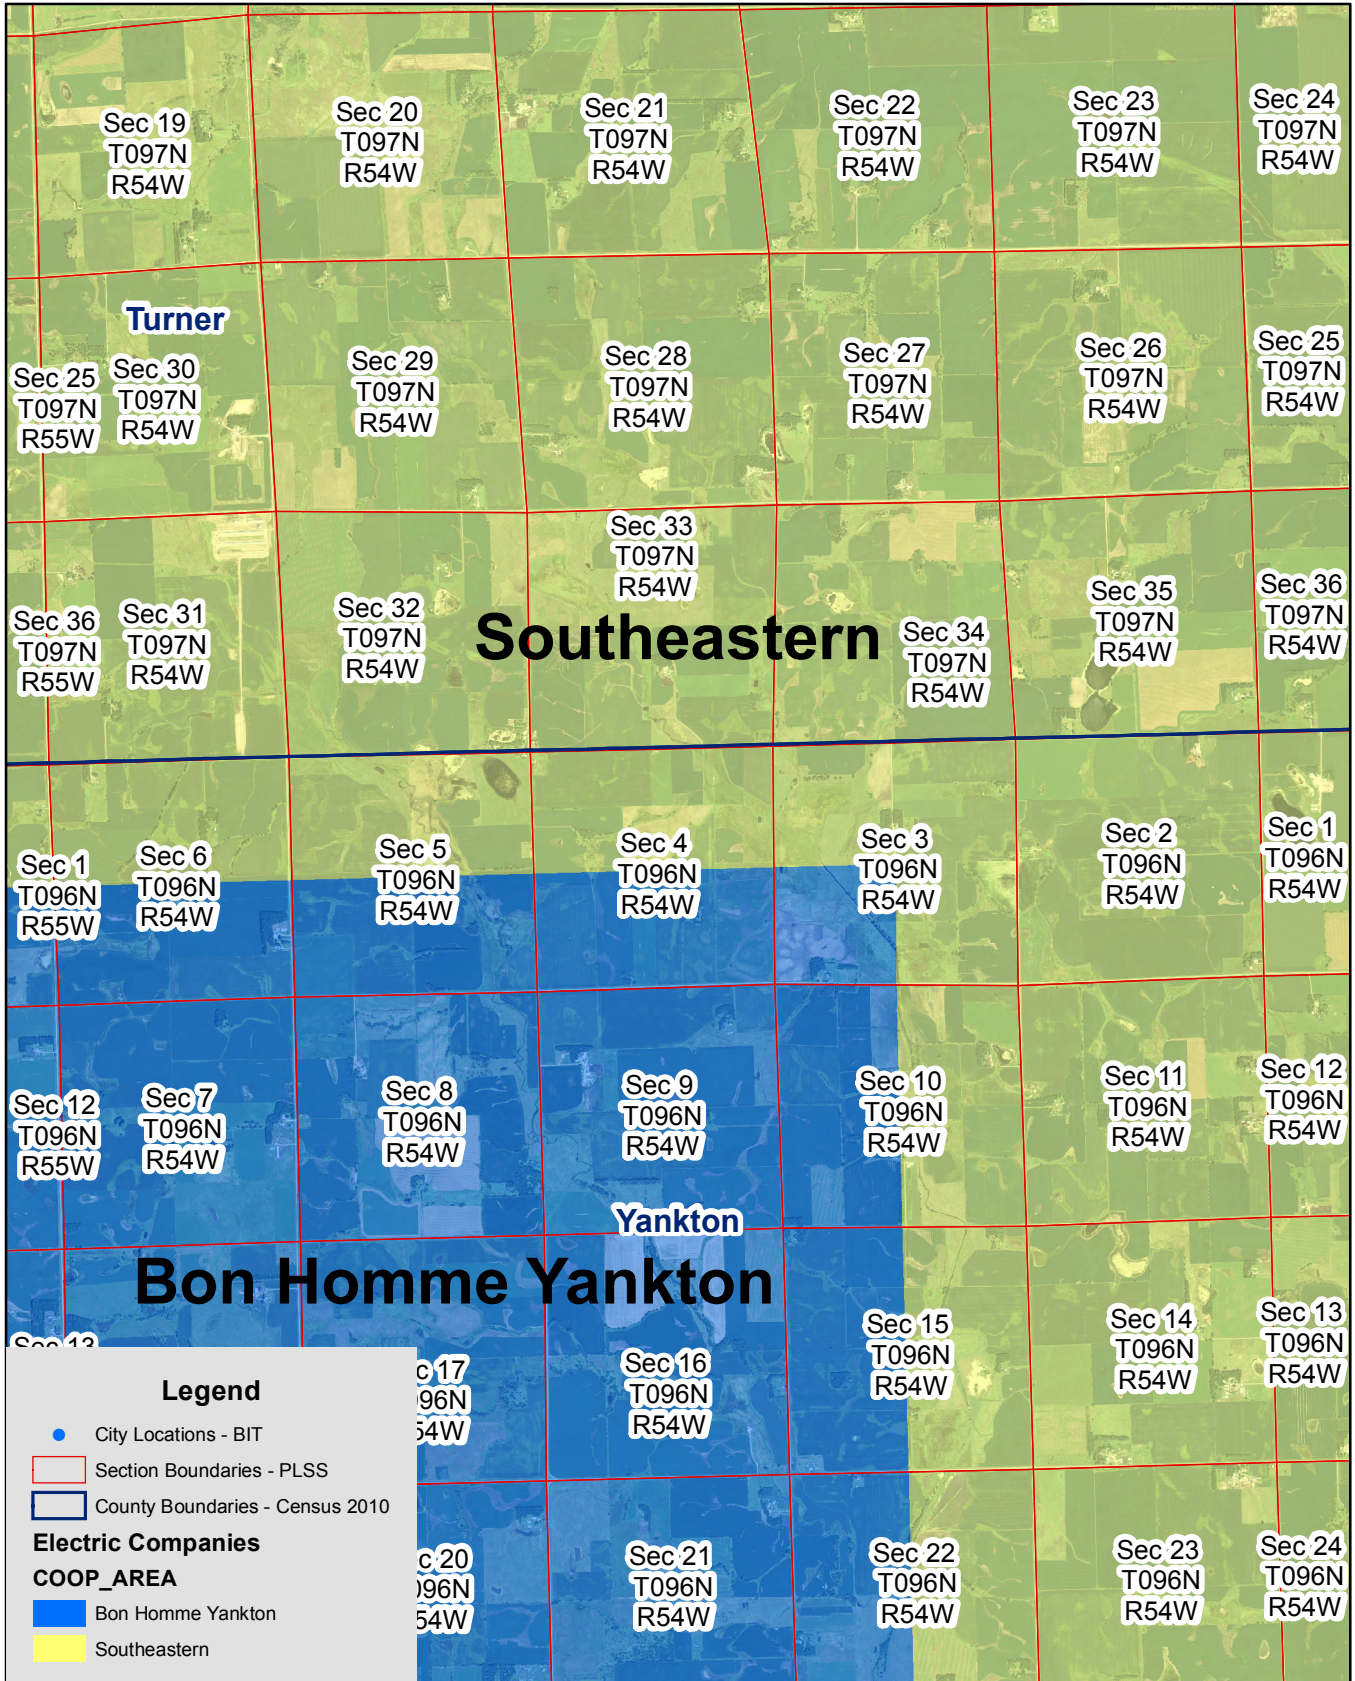 Sec 19
T097N
R54W
Sec 20
T097N
R54W
Sec 21
T097N
R54W
Sec 22
T097N
R54W
Sec 23
T097N
R54W
Sec 24
T097N
R54W
Turner
Sec 25
T097N
R55W
Sec 30
T097N
R54W
Sec 29
T097N
R54W
Sec 28
T097N
R54W
Sec 27
T097N
R54W
Sec 26
T097N
R54W
Sec 25
T097N
R54W
Sec 36
T097N
R55W
Sec 31
T097N
R54W
Sec 32
T097N
R54W
Sec 33
T097N
R54W
Southeastern
Sec 34
T097N
R54W
Sec 35
T097N
R54W
Sec 36
T097N
R54W
Sec 1
T096N
R55W
Sec 6
T096N
R54W
Sec 5
T096N
R54W
Sec 4
T096N
R54W
Sec 3
T096N
R54W
Sec 2
T096N
R54W
Sec 1
T096N
R54W
Sec 12
T096N
R55W
Sec 7
T096N
R54W
Sec 8
T096N
R54W
Sec 9
T096N
R54W
Sec 10
T096N
R54W
Sec 11
T096N
R54W
Sec 12
T096N
R54W
Yankton
Bon Homme Yankton
Sec 13
c 17
096N
54W
Sec 16
T096N
R54W
Sec 15
T096N
R54W
Sec 14
T096N
R54W
Sec 13
T096N
R54W
c 20
096N
54W
Sec 21
T096N
R54W
Sec 22
T096N
R54W
Sec 23
T096N
R54W
Sec 24
T096N
R54W
Legend
City Locations - BIT
Section Boundaries - PLSS
County Boundaries - Census 2010
Electric Companies
COOP_AREA
Bon Homme Yankton
Southeastern